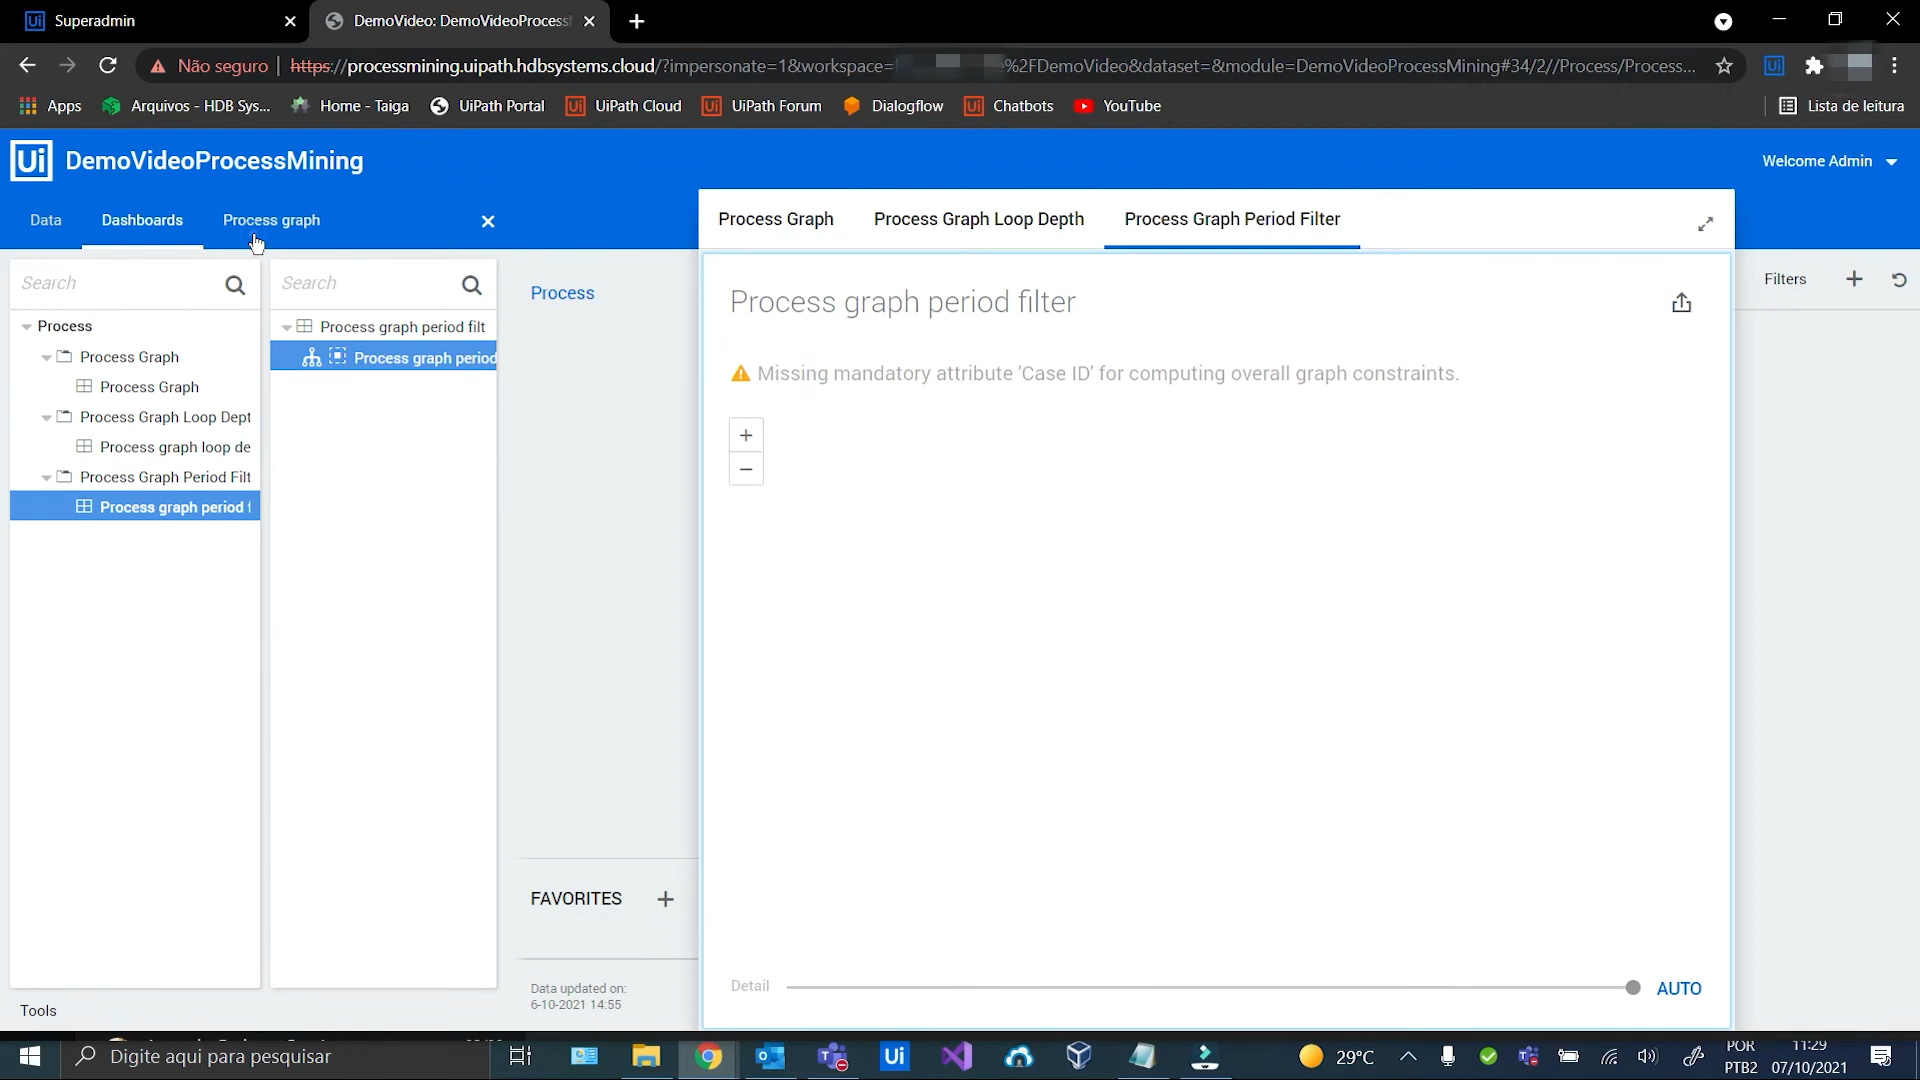 Superadmin
DemoVideo: DemoVideoProcess
Não seguro
https://processmining.uipath.hdbsystems.cloud/?impersonate=1&workspace=
%2FDemoVideo&dataset=&module=DemoVideoProcessMining#34/2//Process/Process...
Apps
Arquivos - HDB Sys...
Home - Taiga
UiPath Portal
UiPath Cloud
UiPath Forum
Dialogflow
Chatbots
YouTube
Lista de leitura
Ui DemoVideoProcessMining
Welcome Admin
Data
Dashboards
Process graph
Process Graph
Process Graph Loop Depth
Process Graph Period Filter
Search
Search
Process
Filters
Process graph period filter
Process
Process Graph
Process Graph
Process Graph Loop Dept
Process graph loop de
Process Graph Period Filt
Process graph period f
Process graph period filt
Process graph period
Missing mandatory attribute 'Case ID' for computing overall graph constraints.
FAVORITES
Data updated on:
6-10-2021 14:55
Detail
AUTO
Tools
Digite aqui para pesquisar
29°C
POR
PTB2
11:29
07/10/2021